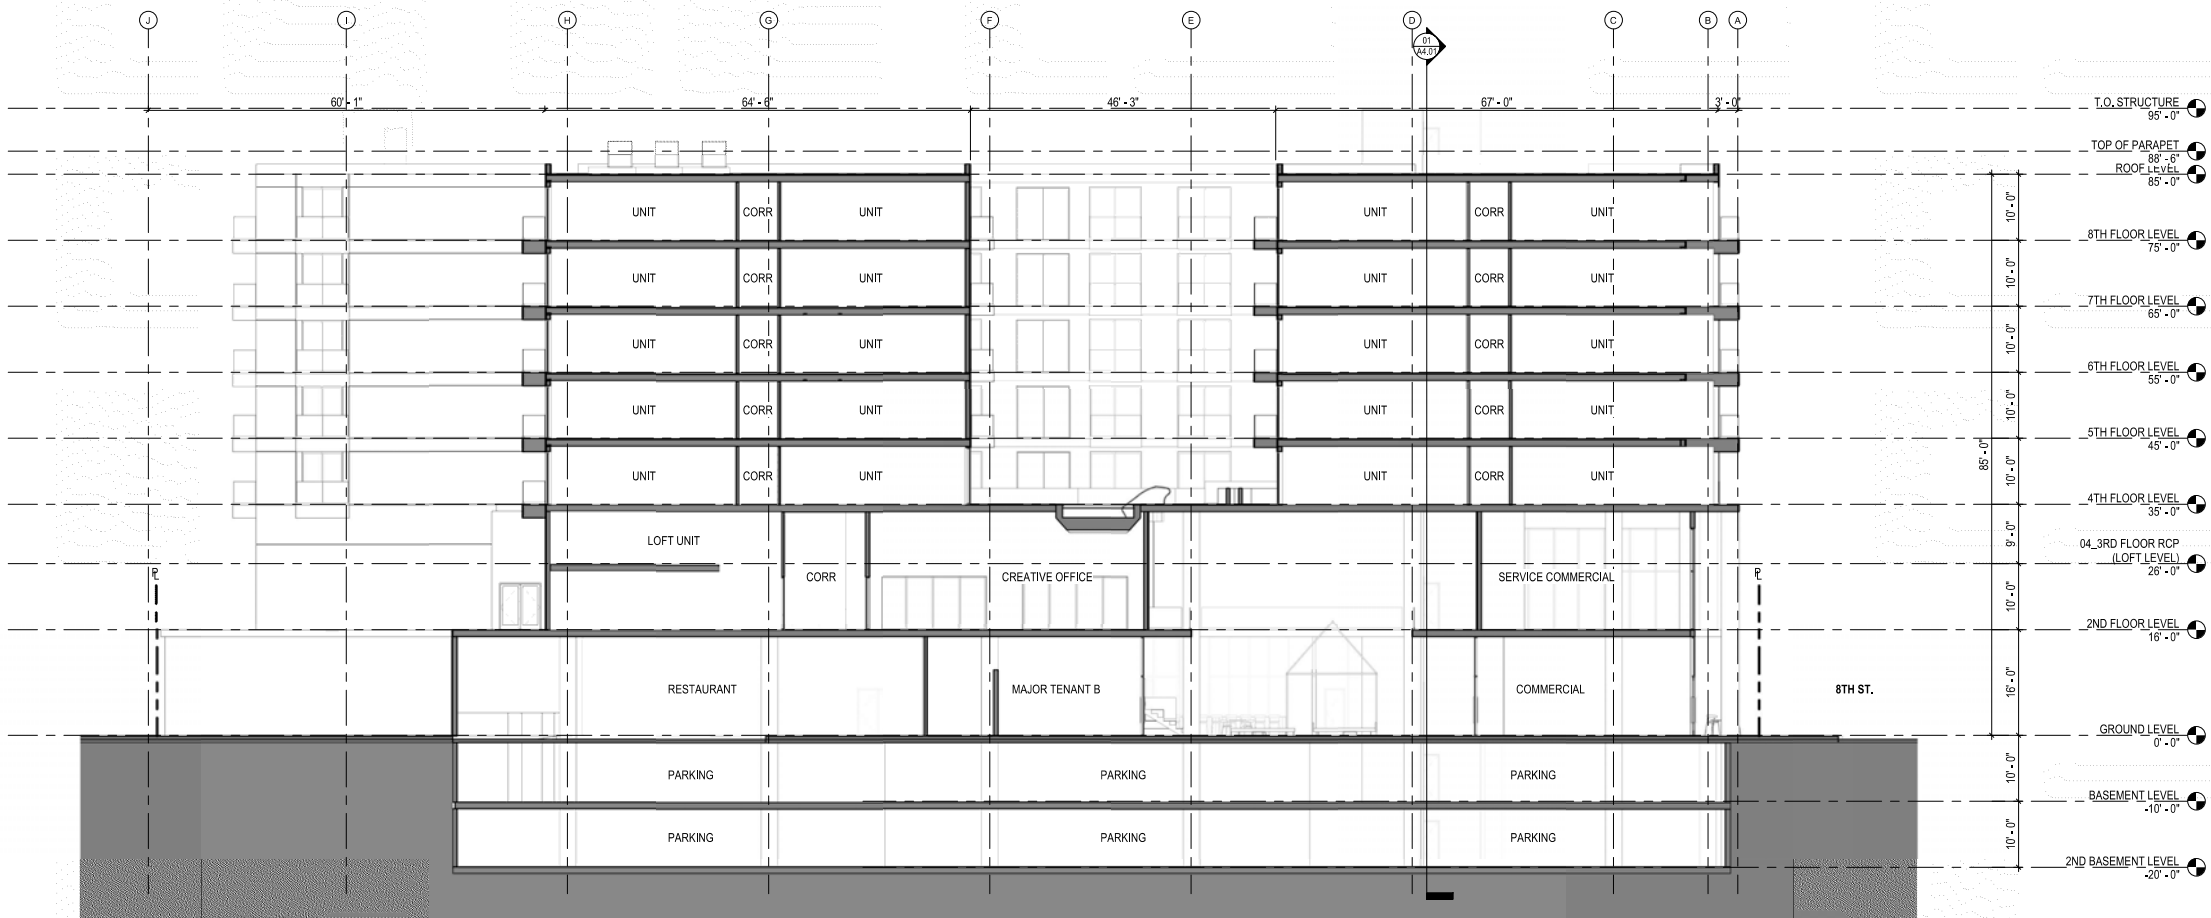 J I H G F E D C B A
01
A4.01
60' - 1" 64' - 6" 46' - 3" 67' - 0" 3' - 0"
T.O. STRUCTURE
95' - 0"
TOP OF PARAPET
88' - 6"
ROOF LEVEL
85' - 0"
UNIT CORR UNIT UNIT CORR UNIT
10' - 0"
8TH FLOOR LEVEL
75' - 0"
UNIT CORR UNIT UNIT CORR UNIT
10' - 0"
7TH FLOOR LEVEL
65' - 0"
UNIT CORR UNIT UNIT CORR UNIT
10' - 0"
6TH FLOOR LEVEL
55' - 0"
UNIT CORR UNIT UNIT CORR UNIT
10' - 0"
5TH FLOOR LEVEL
45' - 0"
85' - 0"
UNIT CORR UNIT UNIT CORR UNIT
10' - 0"
4TH FLOOR LEVEL
35' - 0"
LOFT UNIT
9' - 0"
04_3RD FLOOR RCP
(LOFT LEVEL)
26' - 0"
PL PL
CORR CREATIVE OFFICE SERVICE COMMERCIAL
10' - 0"
2ND FLOOR LEVEL
16' - 0"
RESTAURANT MAJOR TENANT B COMMERCIAL 8TH ST.
16' - 0"
GROUND LEVEL
0' - 0"
PARKING PARKING PARKING
10' - 0"
BASEMENT LEVEL
-10' - 0"
PARKING PARKING PARKING
10' - 0"
2ND BASEMENT LEVEL
-20' - 0"